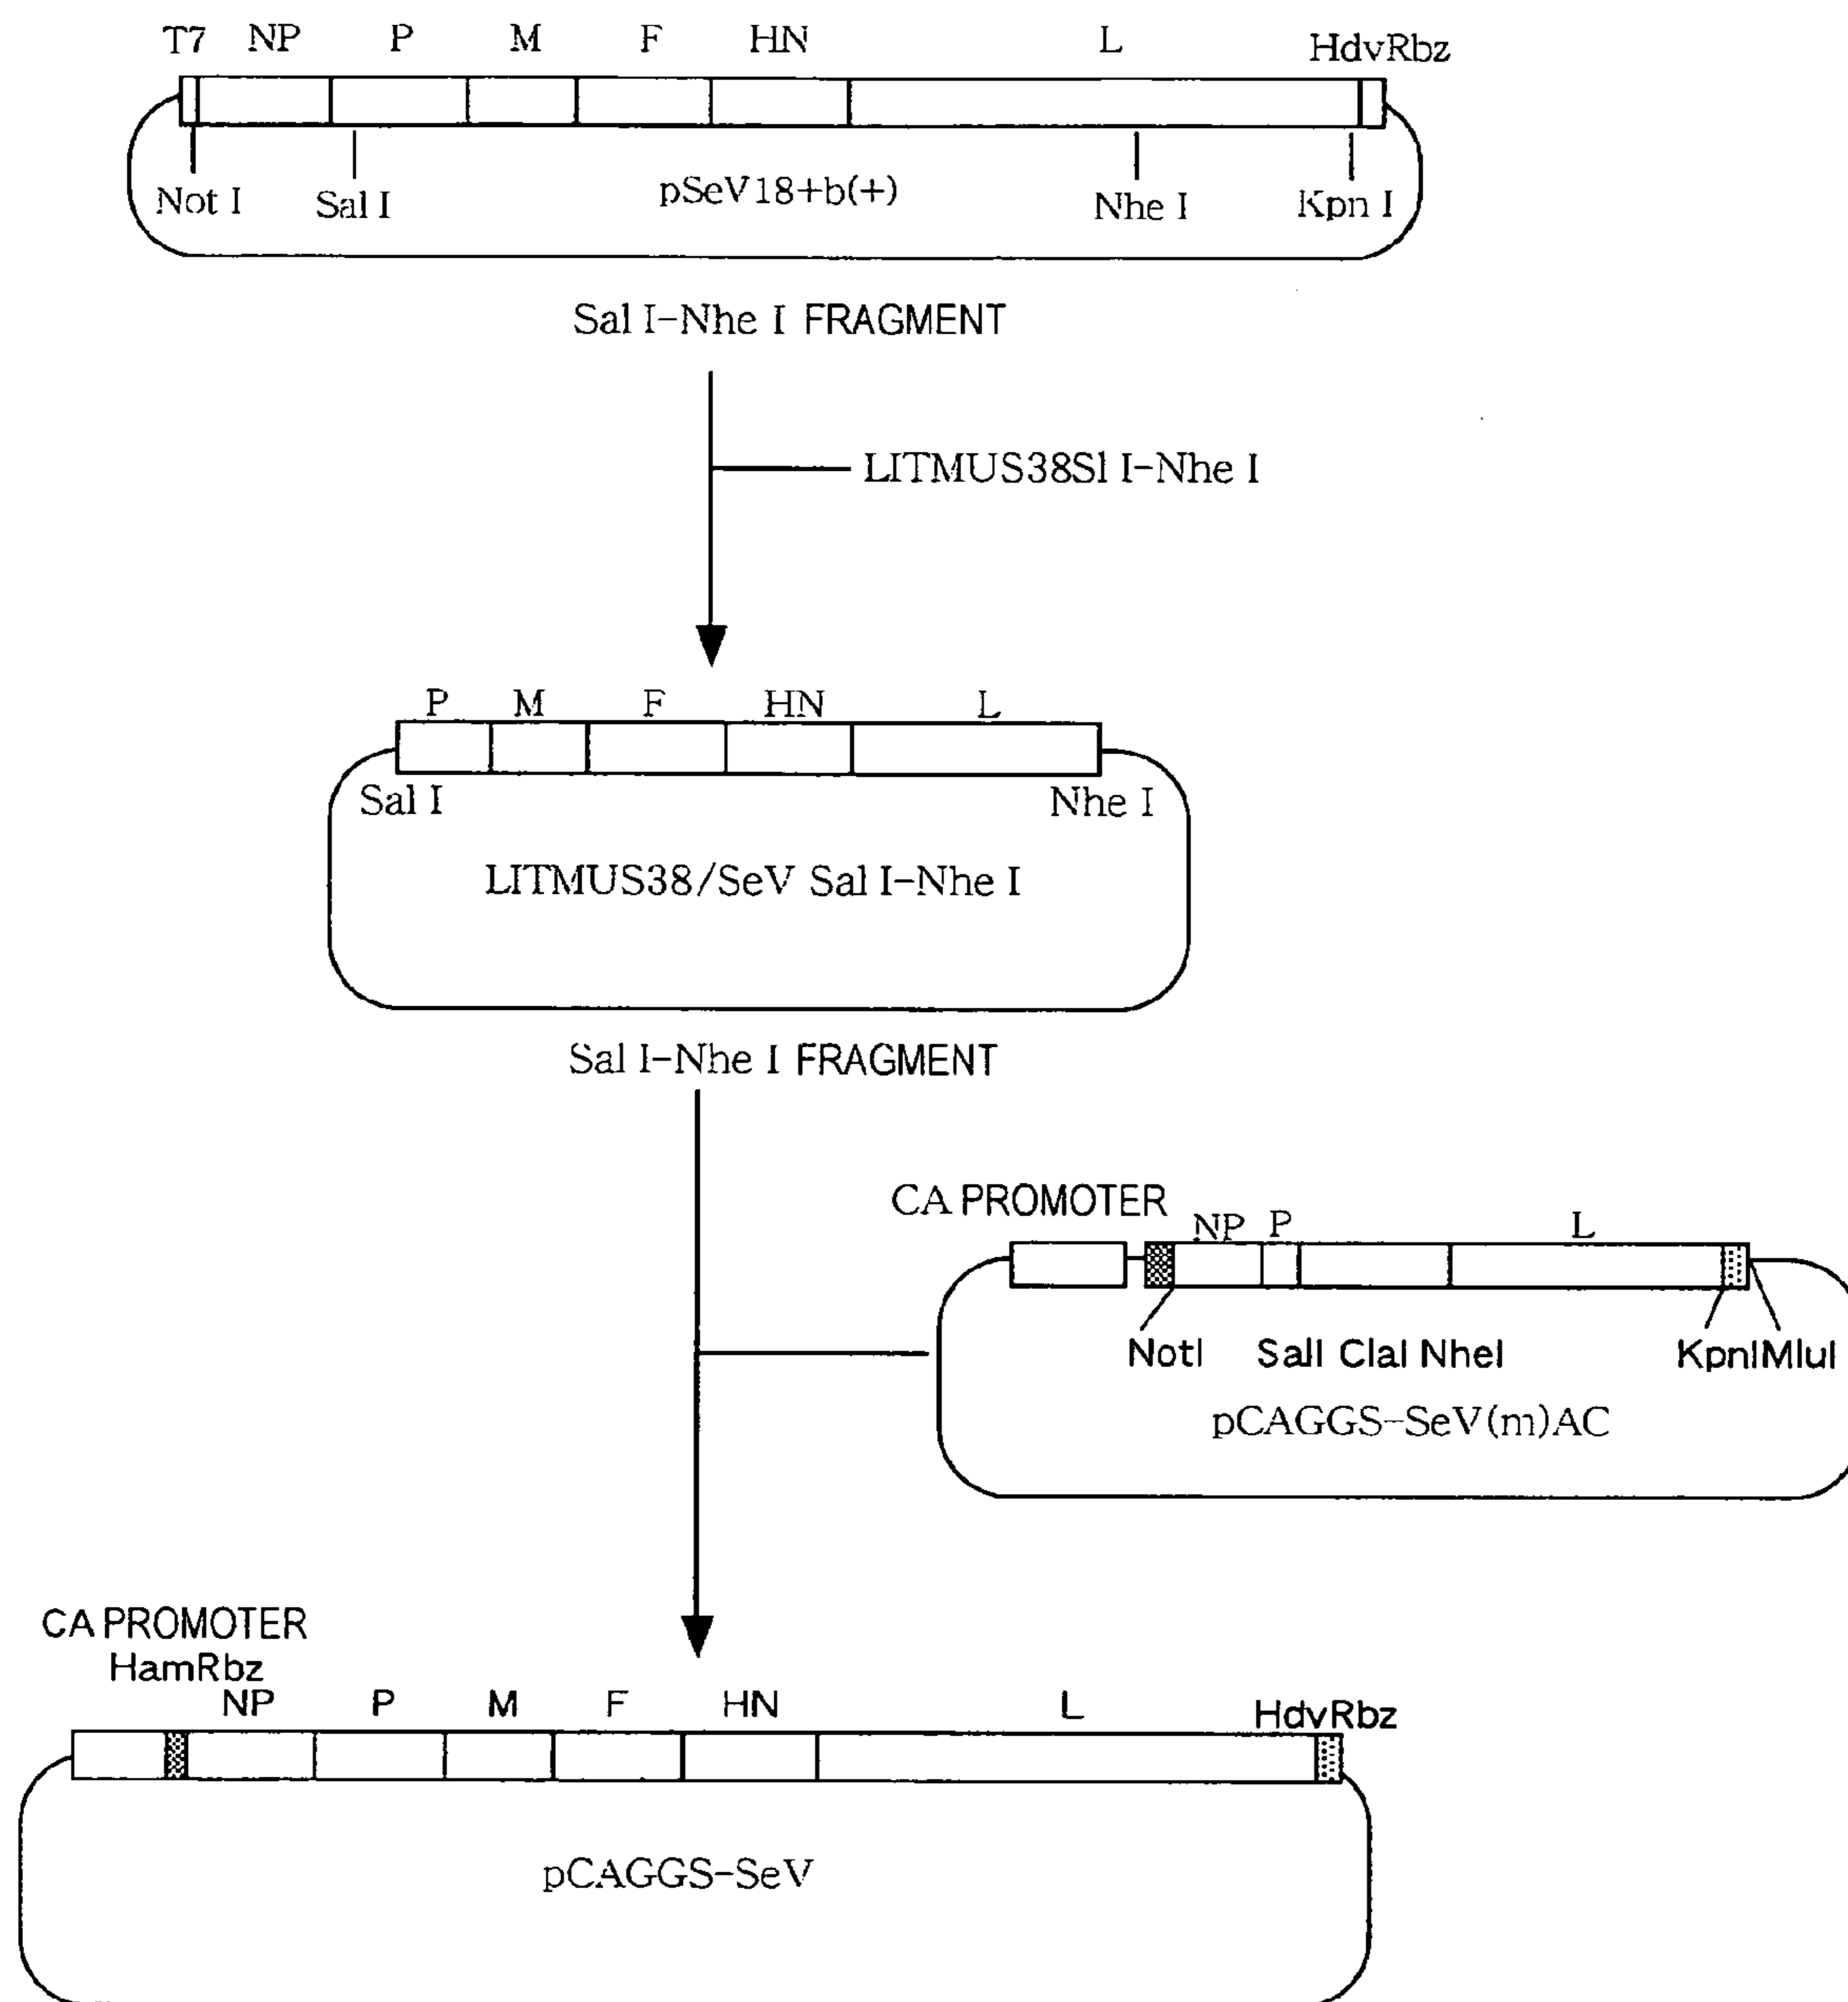 T7 NP P M F HN L HdvRbz
Not I Sal I pSeV18+b(+) Nhe I Kpn I
Sal I-Nhe I FRAGMENT
LITMUS38Sl I-Nhe I
P M F HN L
Sal I Nhe I
LITMUS38/SeV Sal I-Nhe I
Sal I-Nhe I FRAGMENT
CA PROMOTER
NP P L
NotI SalI ClaI NheI KpnI MluI
pCAGGS-SeV(m)AC
CA PROMOTER
HamRbz
NP P M F HN L HdvRbz
pCAGGS-SeV